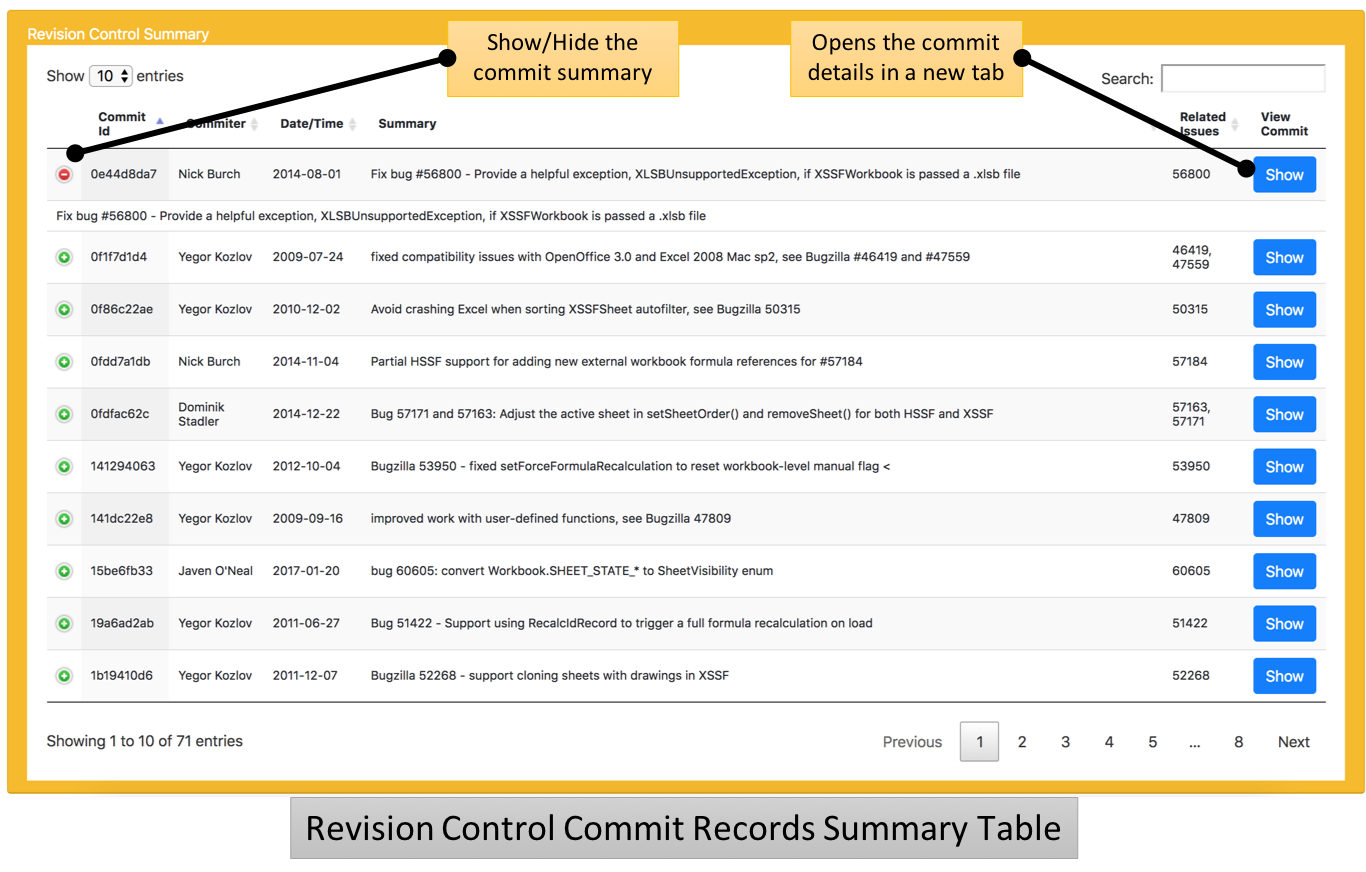 Revision Control Summary
Show/Hide the
commit summary
Opens the commit
details in a new tab
Show 10 entries
Search:
Commit Id Commiter Date/Time Summary Related Issues View Commit
0e44d8da7 Nick Burch 2014-08-01 Fix bug #56800 - Provide a helpful exception, XLSBUnsupportedException, if XSSFWorkbook is passed a .xlsb file 56800 Show
Fix bug #56800 - Provide a helpful exception, XLSBUnsupportedException, if XSSFWorkbook is passed a .xlsb file
0f1f7d1d4 Yegor Kozlov 2009-07-24 fixed compatibility issues with OpenOffice 3.0 and Excel 2008 Mac sp2, see Bugzilla #46419 and #47559 46419, 47559 Show
0f86c22ae Yegor Kozlov 2010-12-02 Avoid crashing Excel when sorting XSSFSheet autofilter, see Bugzilla 50315 50315 Show
0fdd7a1db Nick Burch 2014-11-04 Partial HSSF support for adding new external workbook formula references for #57184 57184 Show
0fdfac62c Dominik Stadler 2014-12-22 Bug 57171 and 57163: Adjust the active sheet in setSheetOrder() and removeSheet() for both HSSF and XSSF 57163, 57171 Show
141294063 Yegor Kozlov 2012-10-04 Bugzilla 53950 - fixed setForceFormulaRecalculation to reset workbook-level manual flag < 53950 Show
141dc22e8 Yegor Kozlov 2009-09-16 improved work with user-defined functions, see Bugzilla 47809 47809 Show
15be6fb33 Javen O'Neal 2017-01-20 bug 60605: convert Workbook.SHEET_STATE_* to SheetVisibility enum 60605 Show
19a6ad2ab Yegor Kozlov 2011-06-27 Bug 51422 - Support using RecalcIdRecord to trigger a full formula recalculation on load 51422 Show
1b19410d6 Yegor Kozlov 2011-12-07 Bugzilla 52268 - support cloning sheets with drawings in XSSF 52268 Show
Showing 1 to 10 of 71 entries
Previous 1 2 3 4 5 ... 8 Next
Revision Control Commit Records Summary Table